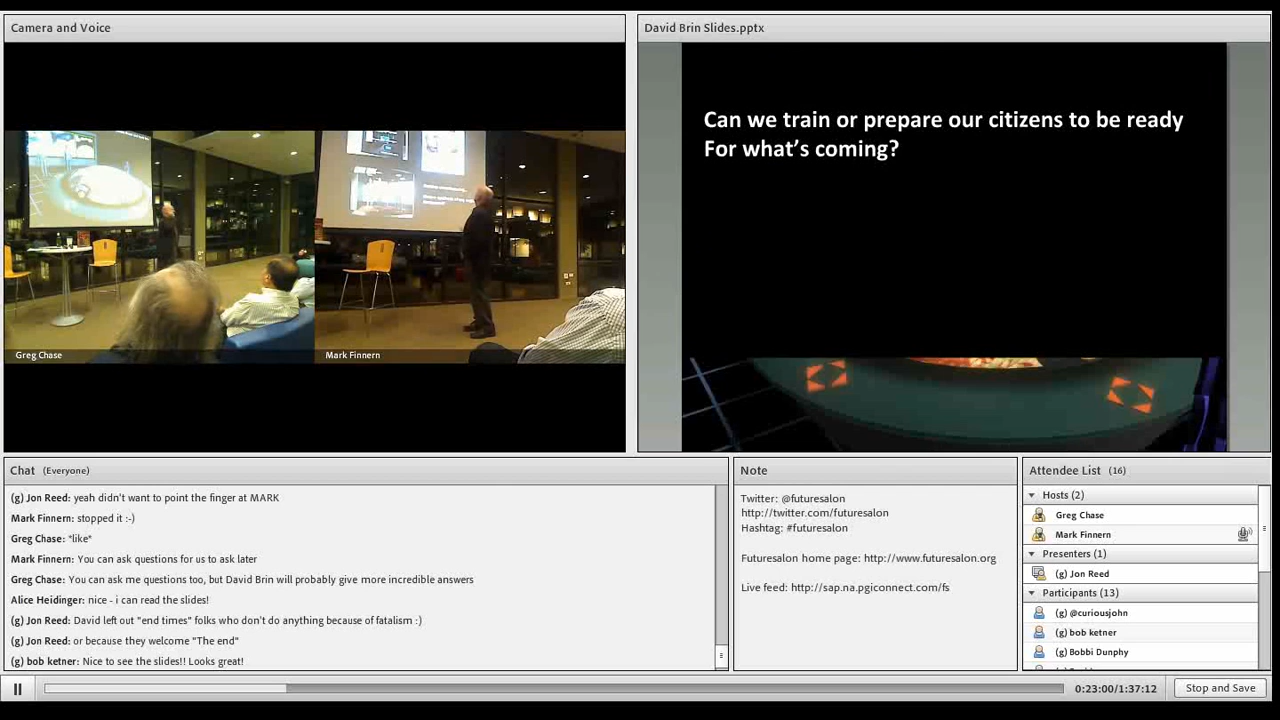 Camera and Voice
Greg Chase
Mark Finnern
David Brin Slides.pptx
Can we train or prepare our citizens to be ready
For what's coming?
Chat (Everyone)
(g) Jon Reed: yeah didn't want to point the finger at MARK
Mark Finnern: stopped it :-)
Greg Chase: *like*
Mark Finnern: You can ask questions for us to ask later
Greg Chase: You can ask me questions too, but David Brin will probably give more incredible answers
Alice Heidinger: nice - i can read the slides!
(g) Jon Reed: David left out "end times" folks who don't do anything because of fatalism :)
(g) Jon Reed: or because they welcome "The end"
(g) bob ketner: Nice to see the slides!! Looks great!
Note
Twitter: @futuresalon
http://twitter.com/futuresalon
Hashtag: #futuresalon
Futuresalon home page: http://www.futuresalon.org
Live feed: http://sap.na.pgiconnect.com/fs
Attendee List (16)
Hosts (2)
Greg Chase
Mark Finnern
Presenters (1)
(g) Jon Reed
Participants (13)
(g) @curiousjohn
(g) bob ketner
(g) Bobbi Dunphy
0:23:00/1:37:12
Stop and Save